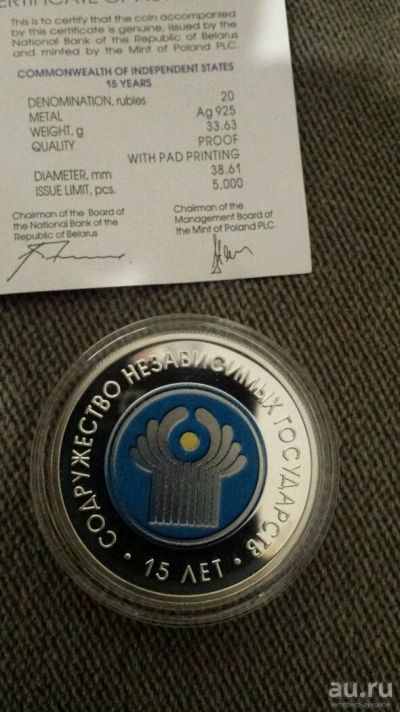 This is to certify that the coin accompanied
by this certificate is genuine, issued by the
National Bank of the Republic of Belarus
and minted by the Mint of Poland PLC.
COMMONWEALTH OF INDEPENDENT STATES
15 YEARS
DENOMINATION, rubles 20
METAL Ag 925
WEIGHT, g 33.63
QUALITY PROOF
WITH PAD PRINTING
DIAMETER, mm 38.61
ISSUE LIMIT, pcs. 5,000
Chairman of the Board of
the National Bank of the
Republic of Belarus
Chairman of the
Management Board of
the Mint of Poland PLC.
СОДРУЖЕСТВО НЕЗАВИСИМЫХ ГОСУДАРСТВ
• 15 ЛЕТ •
au.ru
интернет-аукцион